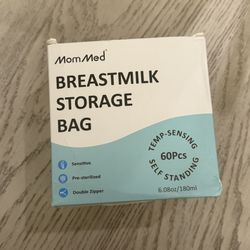 MomMed
BREASTMILK
STORAGE
BAG
Sensitive
Pre-sterilized
Double Zipper
TEMP-SENSING
60Pcs
SELF STANDING
6.08oz/180ml